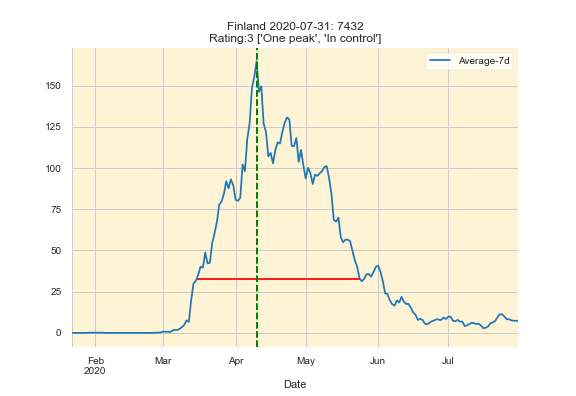 Finland 2020-07-31: 7432
Rating:3 ['One peak', 'In control']
Average-7d
150
125
100
75
50
25
0
Feb
2020
Mar
Apr
May
Jun
Jul
Date